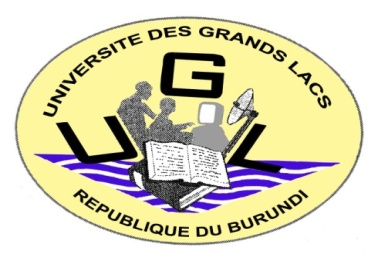 UNIVERSITE DES GRANDS LACS
U G L
REPUBLIQUE DU BURUNDI